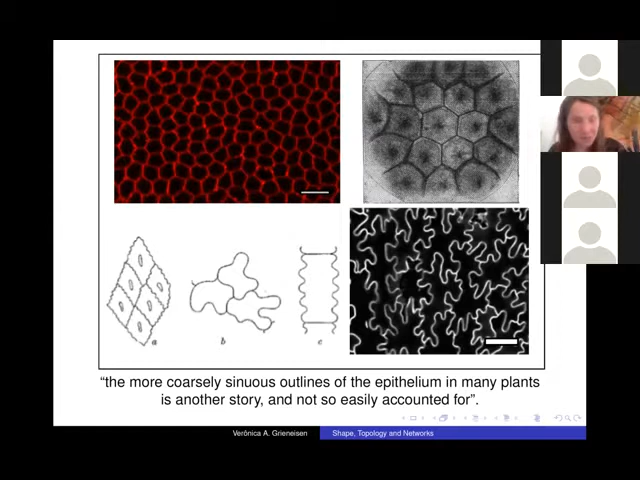 a
b
c
“the more coarsely sinuous outlines of the epithelium in many plants
is another story, and not so easily accounted for”.
Verônica A. Grieneisen
Shape, Topology and Networks